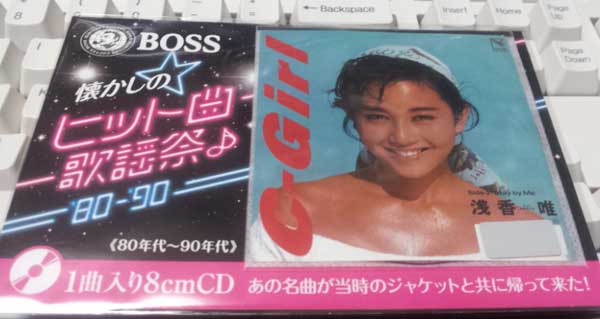 Backspace
Insert
Home
Page
Up
Page
Down
BOSS
懐かしの
ヒット曲
歌謡祭♪
'80-'90
《80年代～90年代》
C-Girl
浅香 唯
1曲入り8cmCD
あの名曲が当時のジャケットと共に帰って来た!